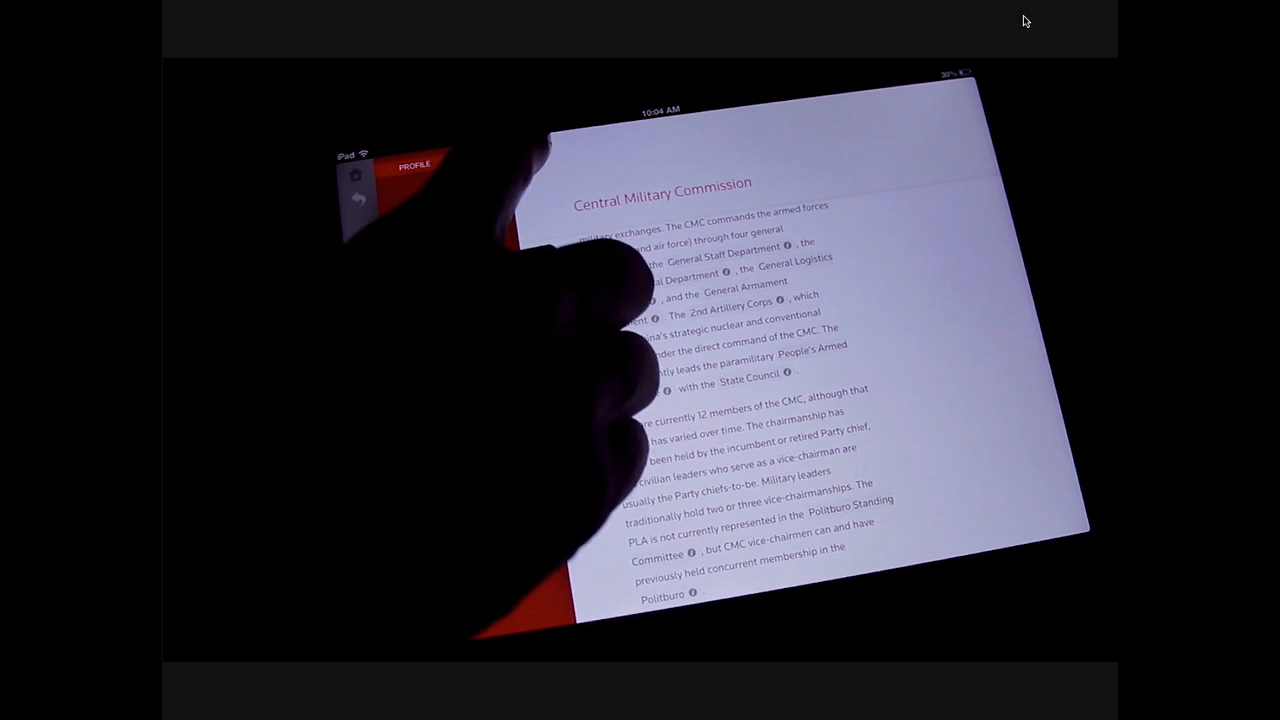 30%
10:04 AM
iPad
PROFILE
Central Military Commission
military exchanges. The CMC commands the armed forces
and air force) through four general
the General Staff Department , the
Department , the General Logistics
, and the General Armament
. The 2nd Artillery Corps , which
strategic nuclear and conventional
the direct command of the CMC. The
leads the paramilitary People's Armed
with the State Council .
currently 12 members of the CMC, although that
has varied over time. The chairmanship has
been held by the incumbent or retired Party chief,
civilian leaders who serve as a vice-chairman are
usually the Party chiefs-to-be. Military leaders
traditionally hold two or three vice-chairmanships. The
PLA is not currently represented in the Politburo Standing
Committee , but CMC vice-chairmen can and have
previously held concurrent membership in the
Politburo .